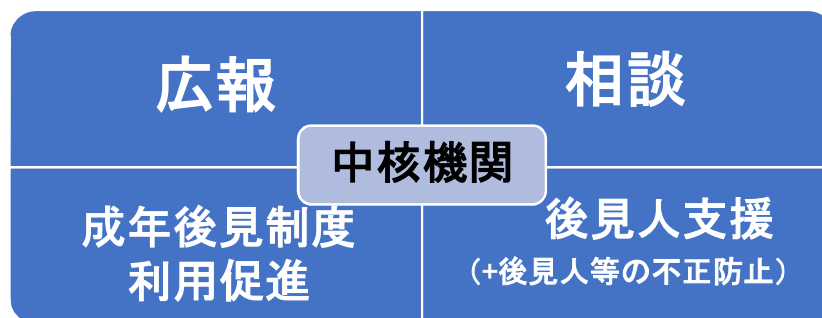 広報
相談
中核機関
成年後見制度
利用促進
後見人支援
（+後見人等の不正防止）